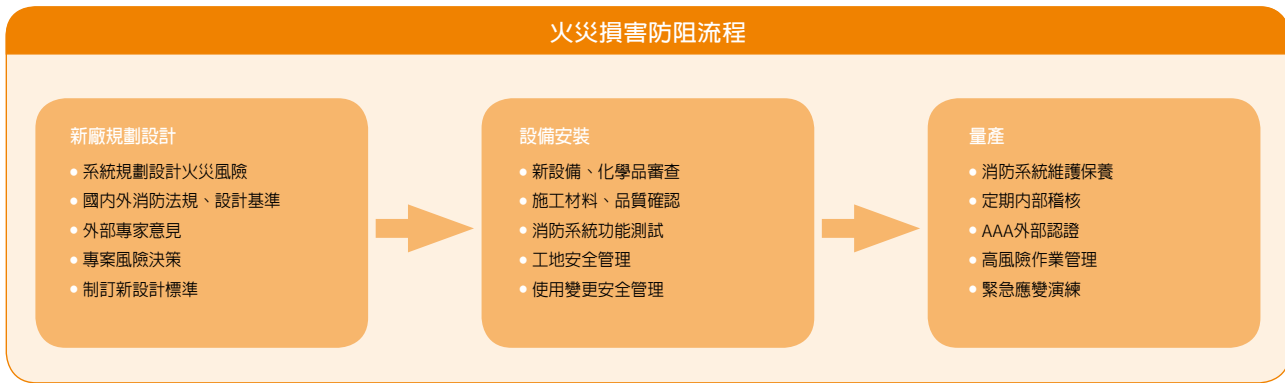 火災損害防阻流程
新廠規劃設計
• 系統規劃設計火災風險
• 國內外消防法規、設計基準
• 外部專家意見
• 專案風險決策
• 制訂新設計標準
設備安裝
• 新設備、化學品審查
• 施工材料、品質確認
• 消防系統功能測試
• 工地安全管理
• 使用變更安全管理
量產
• 消防系統維護保養
• 定期內部稽核
• AAA外部認證
• 高風險作業管理
• 緊急應變演練